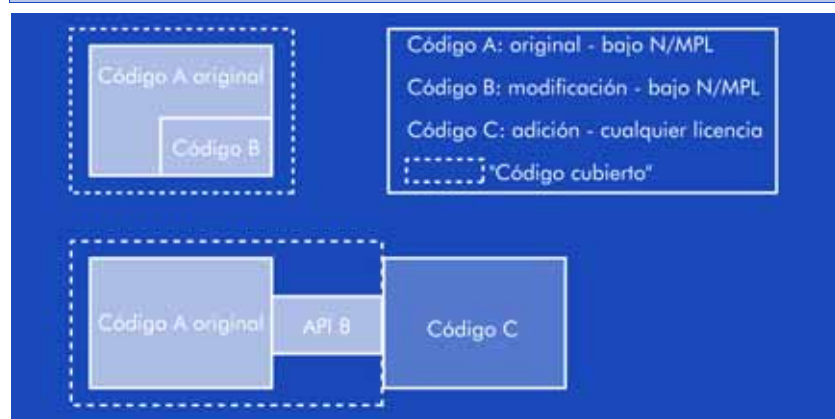 Código A original
Código B
Código A: original - bajo N/MPL
Código B: modificación - bajo N/MPL
Código C: adición - cualquier licencia
"Código cubierto"
Código A original
API B
Código C